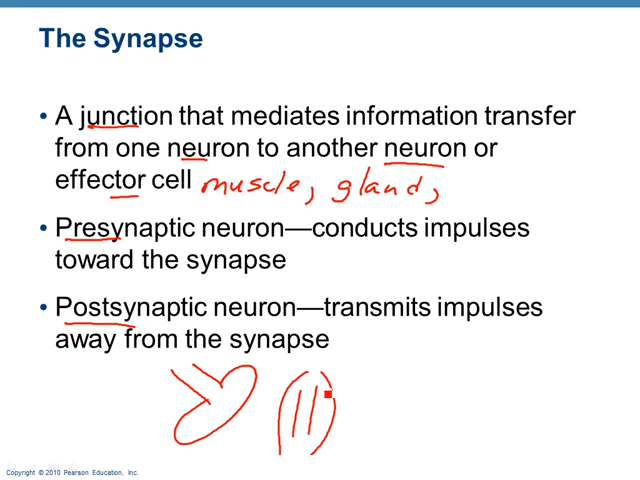 The Synapse
• A junction that mediates information transfer
from one neuron to another neuron or
effector cell muscle, gland,
• Presynaptic neuron—conducts impulses
toward the synapse
• Postsynaptic neuron—transmits impulses
away from the synapse
Copyright © 2010 Pearson Education, Inc.